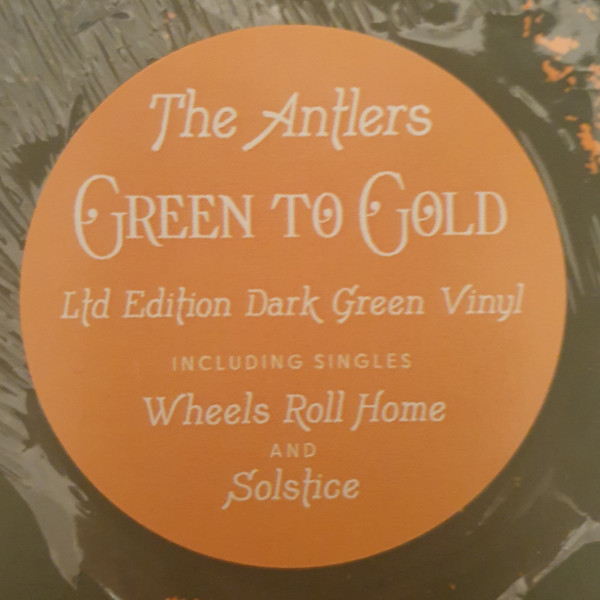 The Antlers
GREEN TO GOLD
Ltd Edition Dark Green Vinyl
INCLUDING SINGLES
Wheels Roll Home
AND
Solstice